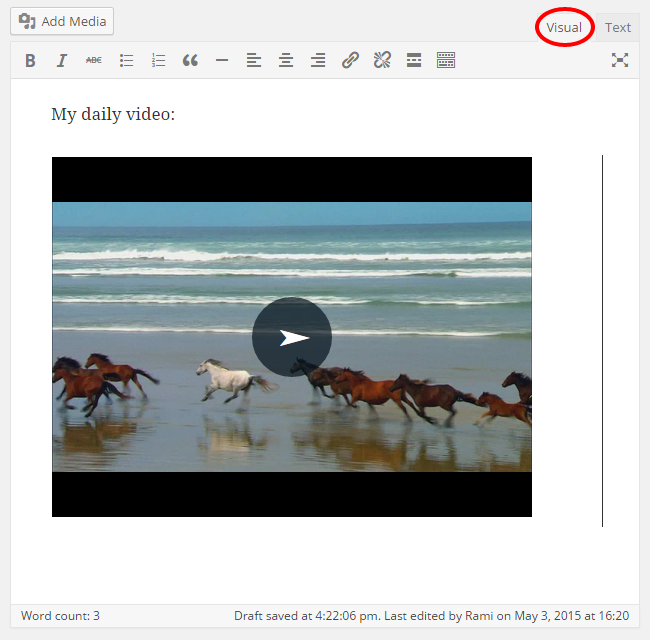 Add Media
Visual
Text
B I ABC
My daily video:
Word count: 3
Draft saved at 4:22:06 pm. Last edited by Rami on May 3, 2015 at 16:20